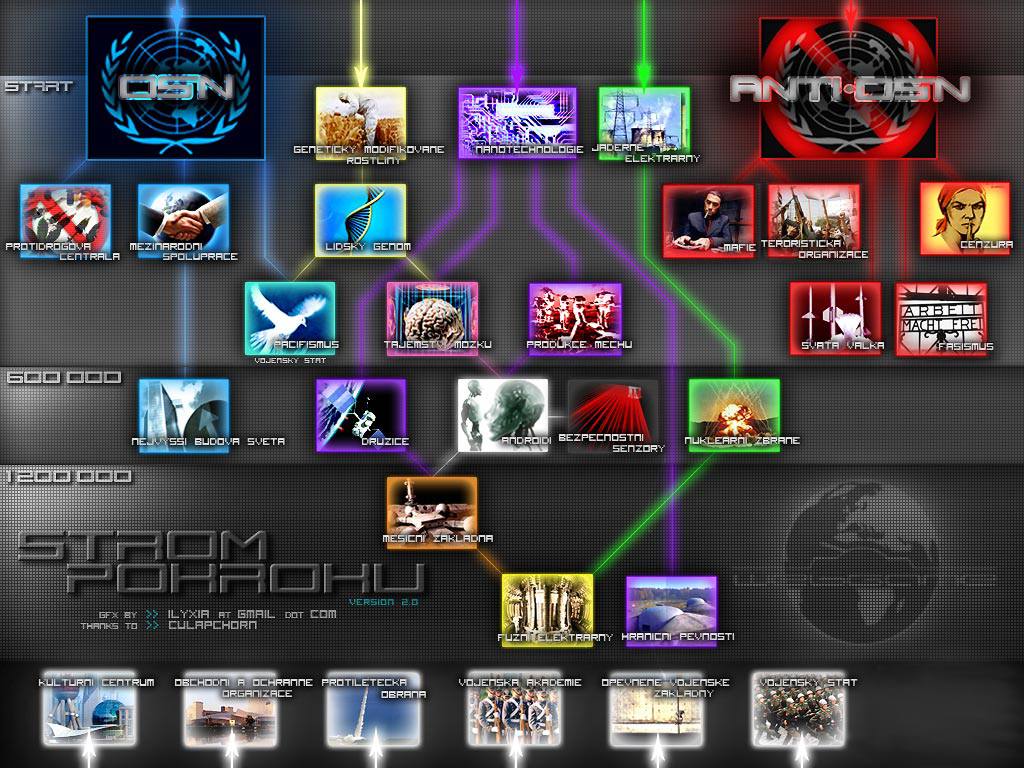 START
OSN
ANTI-OSN
GENETICKY MODIFIKOVANE
ROSTLINY
NANOTECHNOLOGIE
JADERNE
ELEKTRARNY
PROTIDROGOVA
CENTRALA
MEZINARODNI
SPOLUPRACE
LIDSKY GENOM
MAFIE
TERORISTICKA
ORGANIZACE
CENZURA
PACIFISMUS
VOJENSKY STAT
TAJEMSTVI MOZKU
PRODUKCE MECHU
SVATA VALKA
ARBEIT
MACHT FREI
FASISMUS
600 000
NEJVYSSI BUDOVA SVETA
DRUZICE
ANDROIDI
BEZPECNOSTNI
SENZORY
NUKLEARNI ZBRANE
1 200 000
MESICNI ZAKLADNA
STROM
POKROKU
VERSION 2.0
GFX BY >> ILYXIA AT GMAIL DOT COM
THANKS TO >> CULAPCHORN
FUZNI ELEKTRARNY
HRANICNI PEVNOSTI
KULTURNI CENTRUM
OBCHODNI A OCHRANNE
ORGANIZACE
PROTILETECKA
OBRANA
VOJENSKA AKADEMIE
OPEVNENE VOJENSKE
ZAKLADNY
VOJENSKY STAT